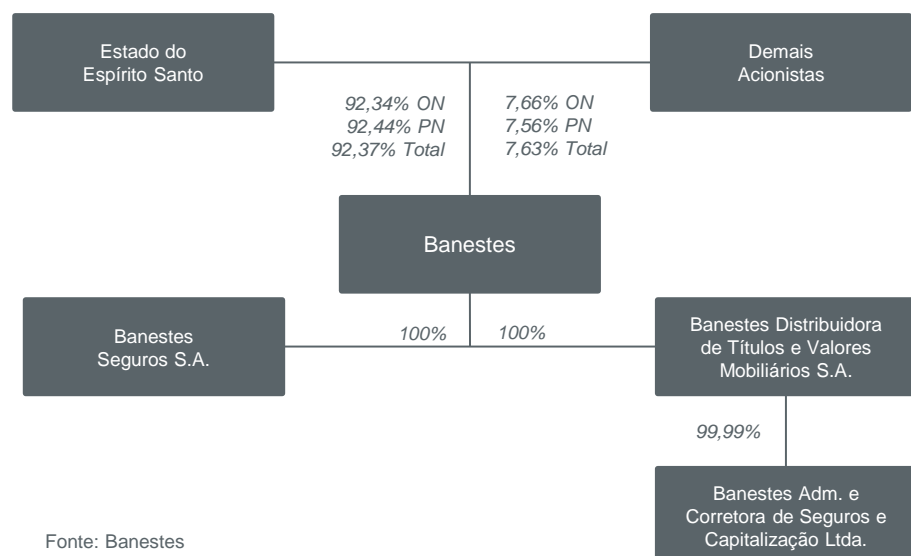 Estado do
Espírito Santo
Demais
Acionistas
92,34% ON
92,44% PN
92,37% Total
7,66% ON
7,56% PN
7,63% Total
Banestes
Banestes
Seguros S.A.
100%
100%
Banestes Distribuidora
de Títulos e Valores
Mobiliários S.A.
99,99%
Banestes Adm. e
Corretora de Seguros e
Capitalização Ltda.
Fonte: Banestes